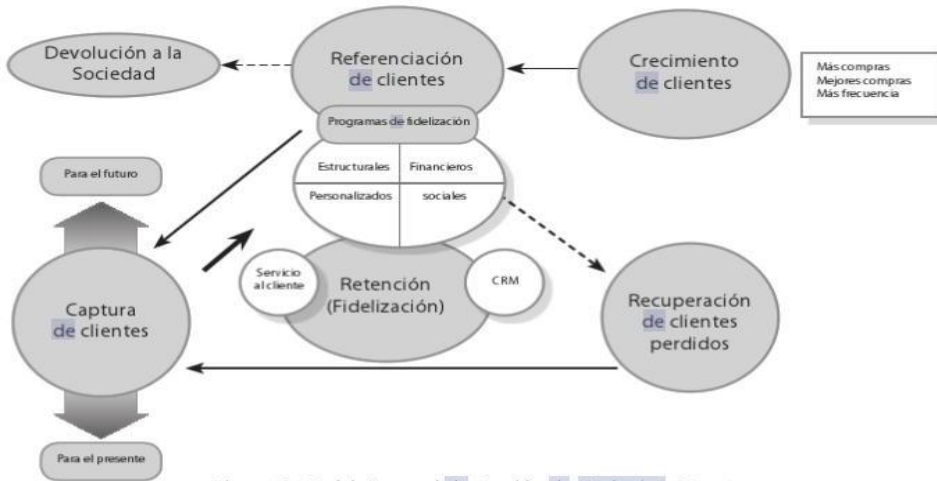 Devolución a la
Sociedad
Referenciación
de clientes
Crecimiento
de clientes
Más compras
Mejores compras
Más frecuencia
Programas de fidelización
Estructurales
Financieros
Personalizados
sociales
Para el futuro
Servicio
al cliente
Retención
(Fidelización)
CRM
Captura
de clientes
Recuperación
de clientes
perdidos
Para el presente